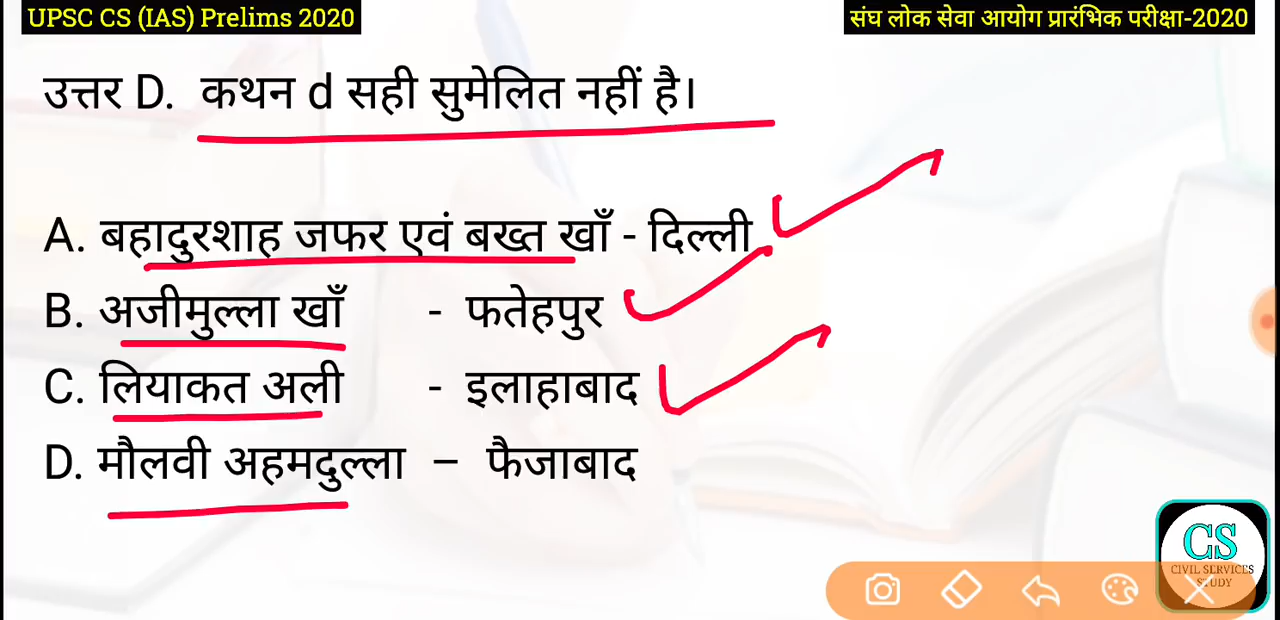 UPSC CS (IAS) Prelims 2020
संघ लोक सेवा आयोग प्रारंभिक परीक्षा-2020
उत्तर D. कथन d सही सुमेलित नहीं है।
A. बहादुरशाह जफर एवं बख्त खाँ - दिल्ली
B. अजीमुल्ला खाँ - फतेहपुर
C. लियाकत अली - इलाहाबाद
D. मौलवी अहमदुल्ला – फैजाबाद
CS
CIVIL SERVICES
STUDY